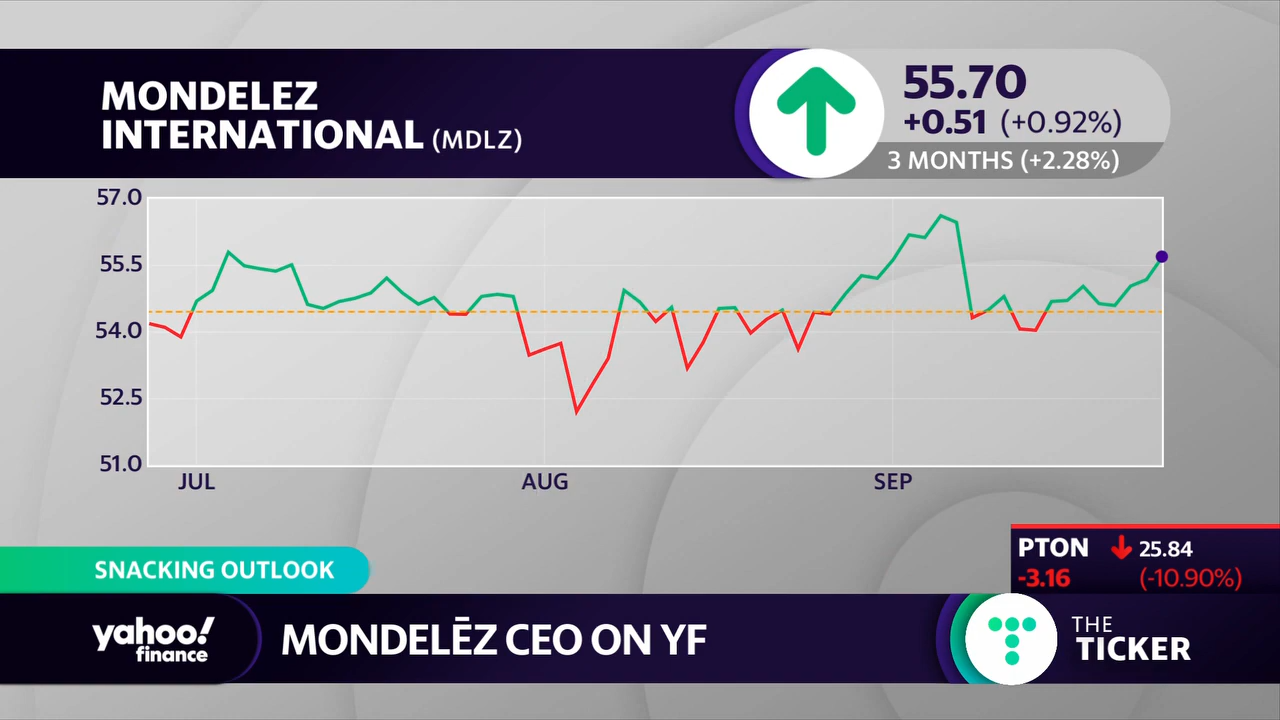 MONDELEZ
INTERNATIONAL (MDLZ)
55.70
+0.51 (+0.92%)
3 MONTHS (+2.28%)
57.0
55.5
54.0
52.5
51.0
JUL AUG SEP
SNACKING OUTLOOK
PTON 25.84
-3.16 (-10.90%)
yahoo!
finance
MONDELĒZ CEO ON YF
THE
TICKER